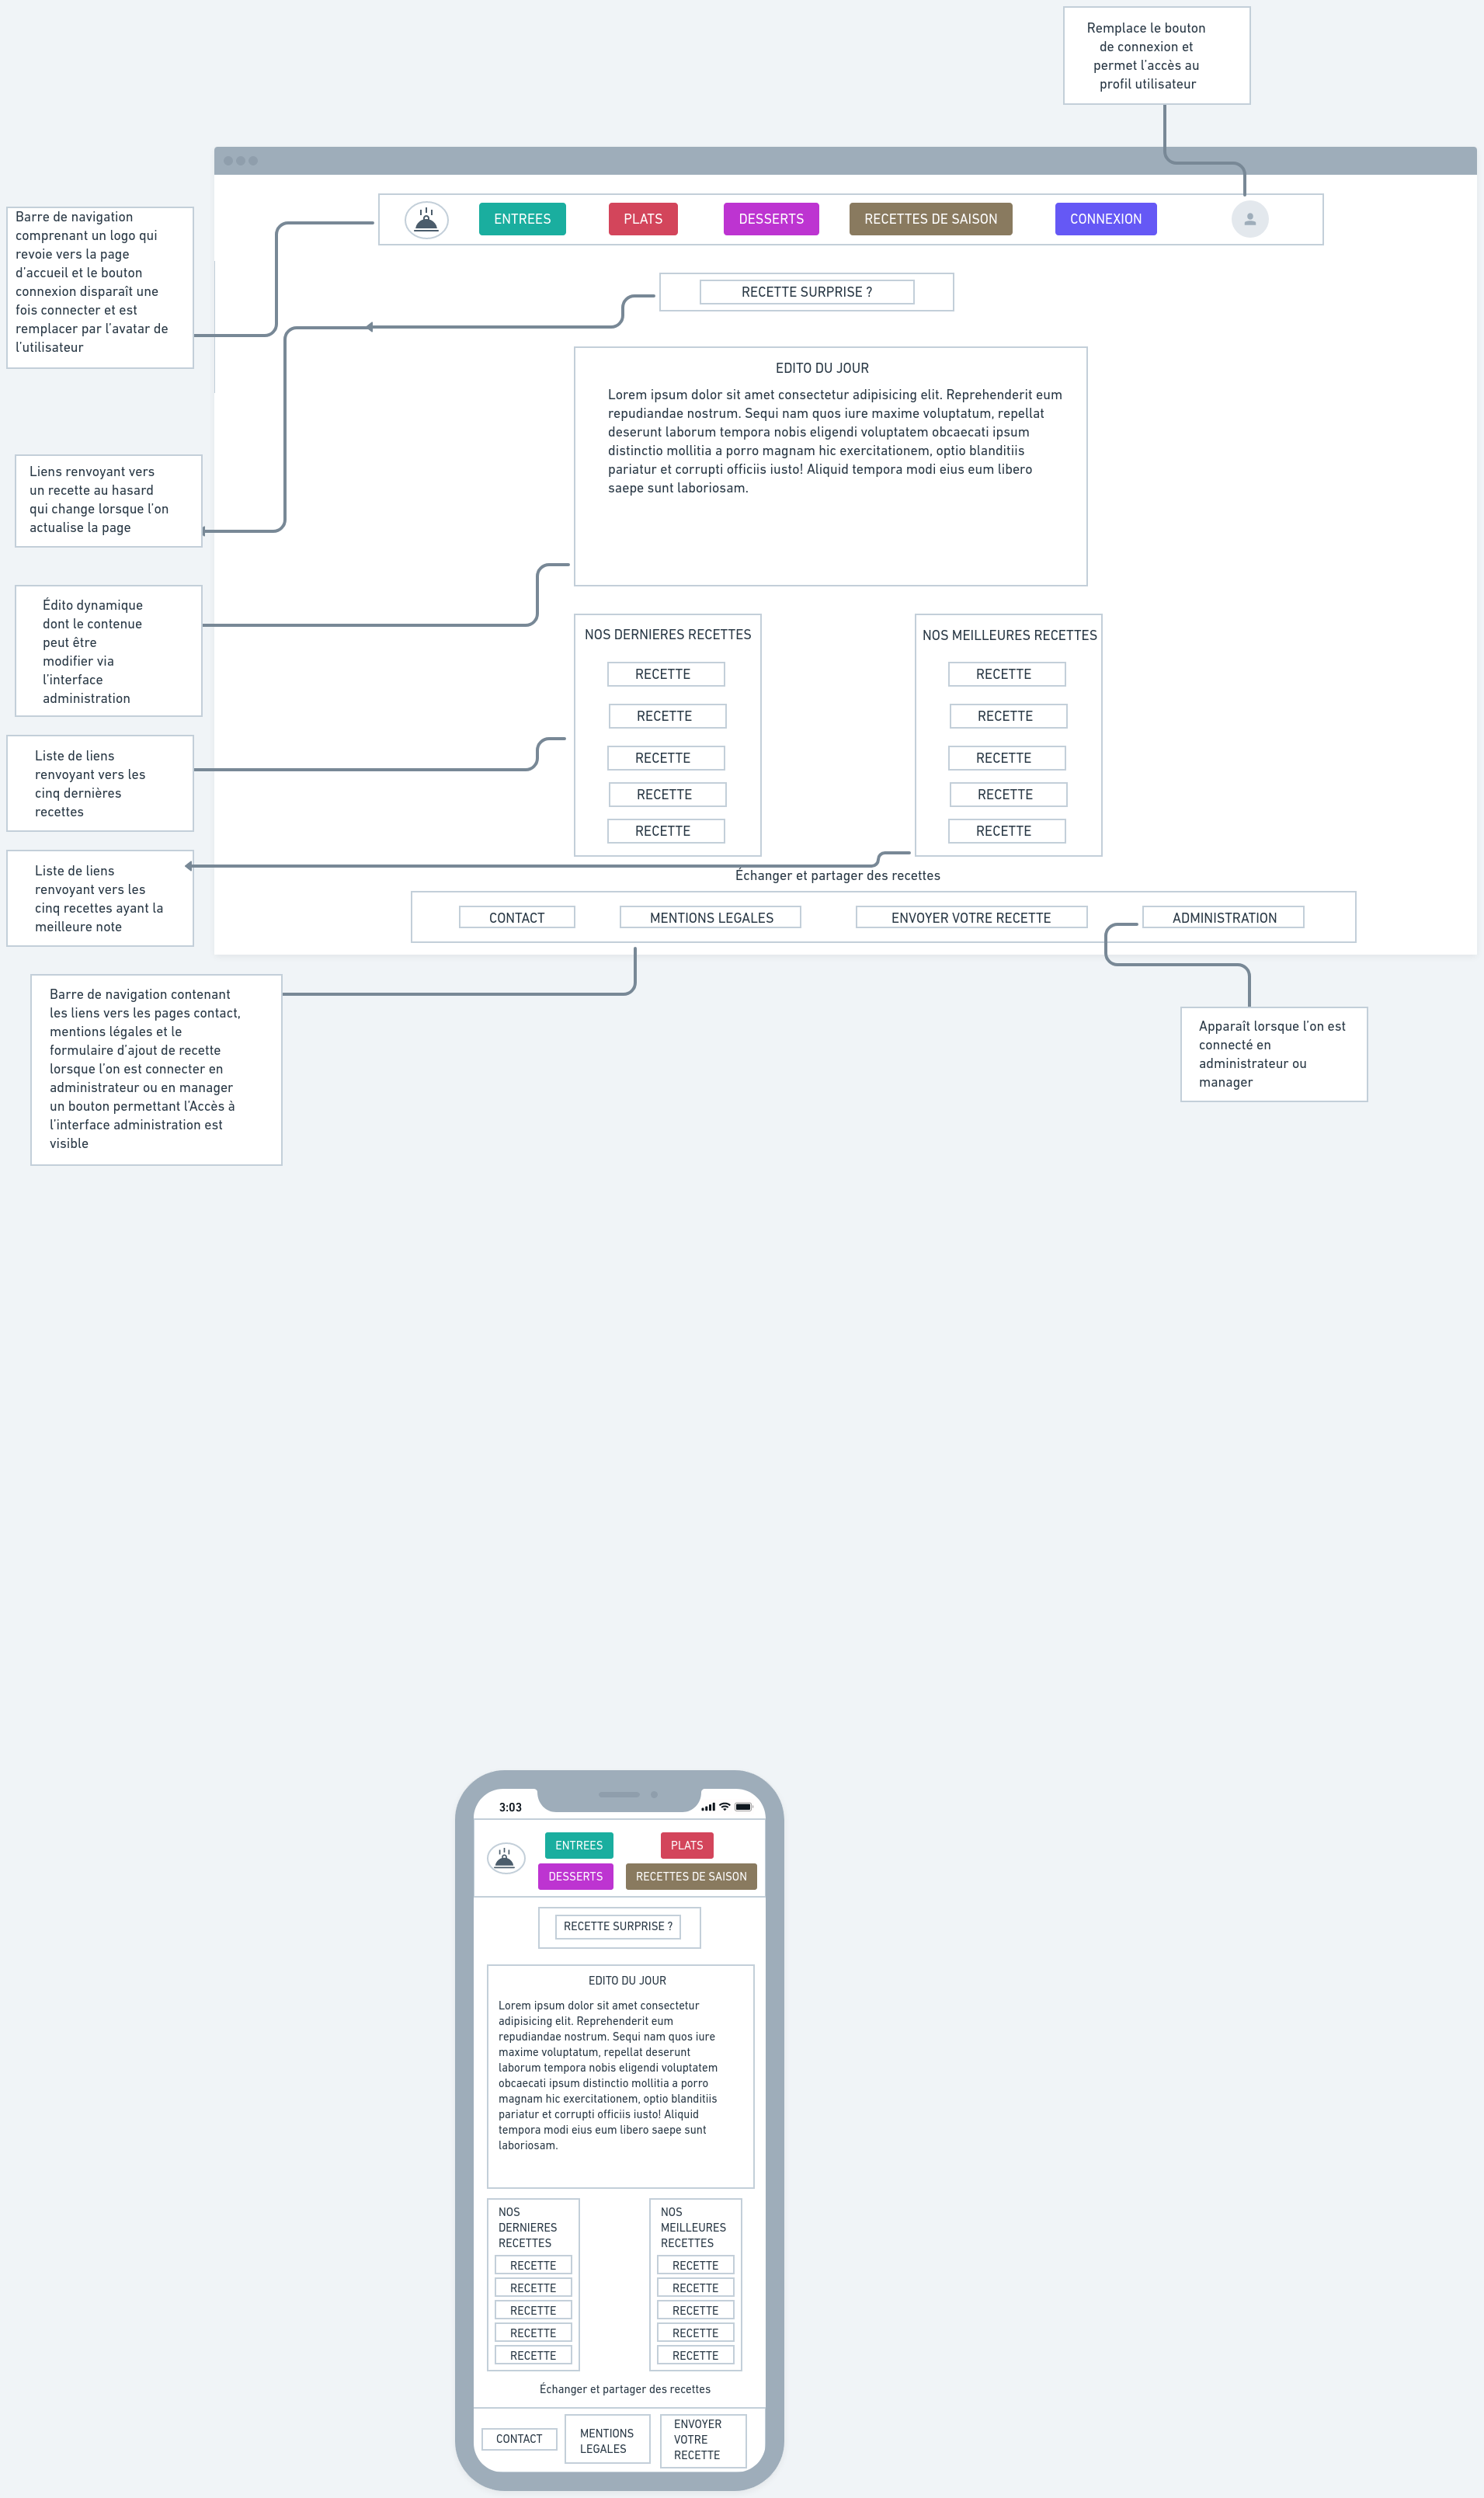 Remplace le bouton
de connexion et
permet l'accès au
profil utilisateur
Barre de navigation
comprenant un logo qui
revoie vers la page
d'accueil et le bouton
connexion disparaît une
fois connecter et est
remplacer par l'avatar de
l'utilisateur
ENTREES
PLATS
DESSERTS
RECETTES DE SAISON
CONNEXION
RECETTE SURPRISE ?
EDITO DU JOUR
Lorem ipsum dolor sit amet consectetur adipisicing elit. Reprehenderit eum
repudiandae nostrum. Sequi nam quos iure maxime voluptatum, repellat
deserunt laborum tempora nobis eligendi voluptatem obcaecati ipsum
distinctio mollitia a porro magnam hic exercitationem, optio blanditiis
pariatur et corrupti officiis iusto! Aliquid tempora modi eius eum libero
saepe sunt laboriosam.
Liens renvoyant vers
un recette au hasard
qui change lorsque l'on
actualise la page
Édito dynamique
dont le contenue
peut être
modifier via
l'interface
administration
NOS DERNIERES RECETTES
RECETTE
RECETTE
RECETTE
RECETTE
RECETTE
NOS MEILLEURES RECETTES
RECETTE
RECETTE
RECETTE
RECETTE
RECETTE
Liste de liens
renvoyant vers les
cinq dernières
recettes
Liste de liens
renvoyant vers les
cinq recettes ayant la
meilleure note
Échanger et partager des recettes
CONTACT
MENTIONS LEGALES
ENVOYER VOTRE RECETTE
ADMINISTRATION
Barre de navigation contenant
les liens vers les pages contact,
mentions légales et le
formulaire d'ajout de recette
lorsque l'on est connecter en
administrateur ou en manager
un bouton permettant l'Accès à
l'interface administration est
visible
Apparaît lorsque l'on est
connecté en
administrateur ou
manager
3:03
ENTREES
PLATS
DESSERTS
RECETTES DE SAISON
RECETTE SURPRISE ?
EDITO DU JOUR
Lorem ipsum dolor sit amet consectetur
adipisicing elit. Reprehenderit eum
repudiandae nostrum. Sequi nam quos iure
maxime voluptatum, repellat deserunt
laborum tempora nobis eligendi voluptatem
obcaecati ipsum distinctio mollitia a porro
magnam hic exercitationem, optio blanditiis
pariatur et corrupti officiis iusto! Aliquid
tempora modi eius eum libero saepe sunt
laboriosam.
NOS
DERNIERES
RECETTES
RECETTE
RECETTE
RECETTE
RECETTE
RECETTE
NOS
MEILLEURES
RECETTES
RECETTE
RECETTE
RECETTE
RECETTE
RECETTE
Échanger et partager des recettes
CONTACT
MENTIONS
LEGALES
ENVOYER
VOTRE
RECETTE